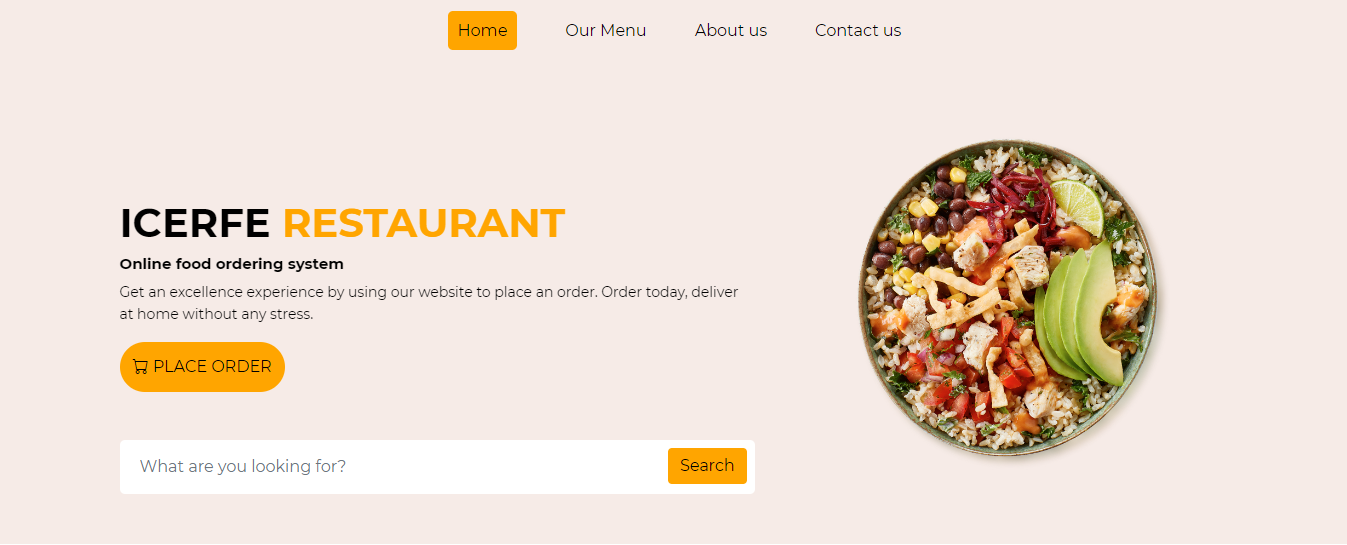 Home Our Menu About us Contact us
ICERFE RESTAURANT
Online food ordering system
Get an excellence experience by using our website to place an order. Order today, deliver
at home without any stress.
PLACE ORDER
What are you looking for? Search